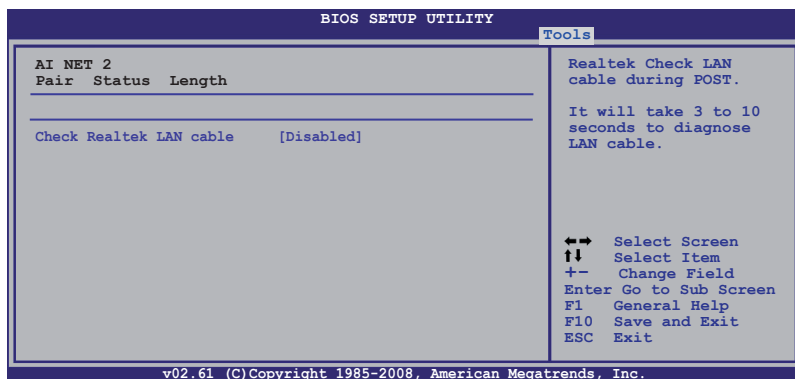 BIOS SETUP UTILITY
Tools
AI NET 2
Pair Status Length
Check Realtek LAN cable [Disabled]
Realtek Check LAN
cable during POST.
It will take 3 to 10
seconds to diagnose
LAN cable.
←→ Select Screen
↑↓ Select Item
+- Change Field
Enter Go to Sub Screen
F1 General Help
F10 Save and Exit
ESC Exit
v02.61 (C)Copyright 1985-2008, American Megatrends, Inc.